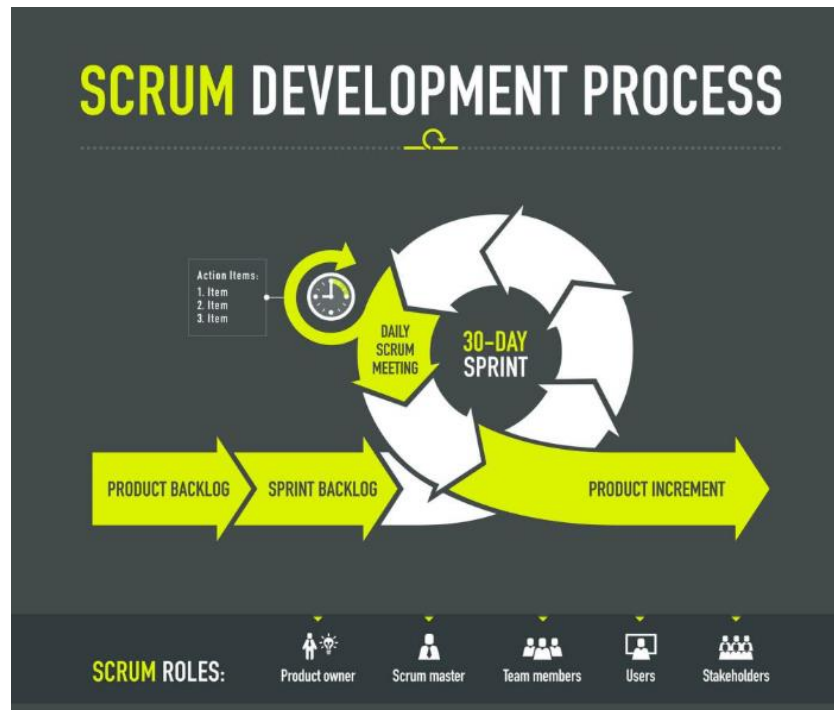 SCRUM DEVELOPMENT PROCESS
Action Items:
1. Item
2. Item
3. Item
DAILY
SCRUM
MEETING
30-DAY
SPRINT
PRODUCT BACKLOG
SPRINT BACKLOG
PRODUCT INCREMENT
SCRUM ROLES:
Product owner
Scrum master
Team members
Users
Stakeholders